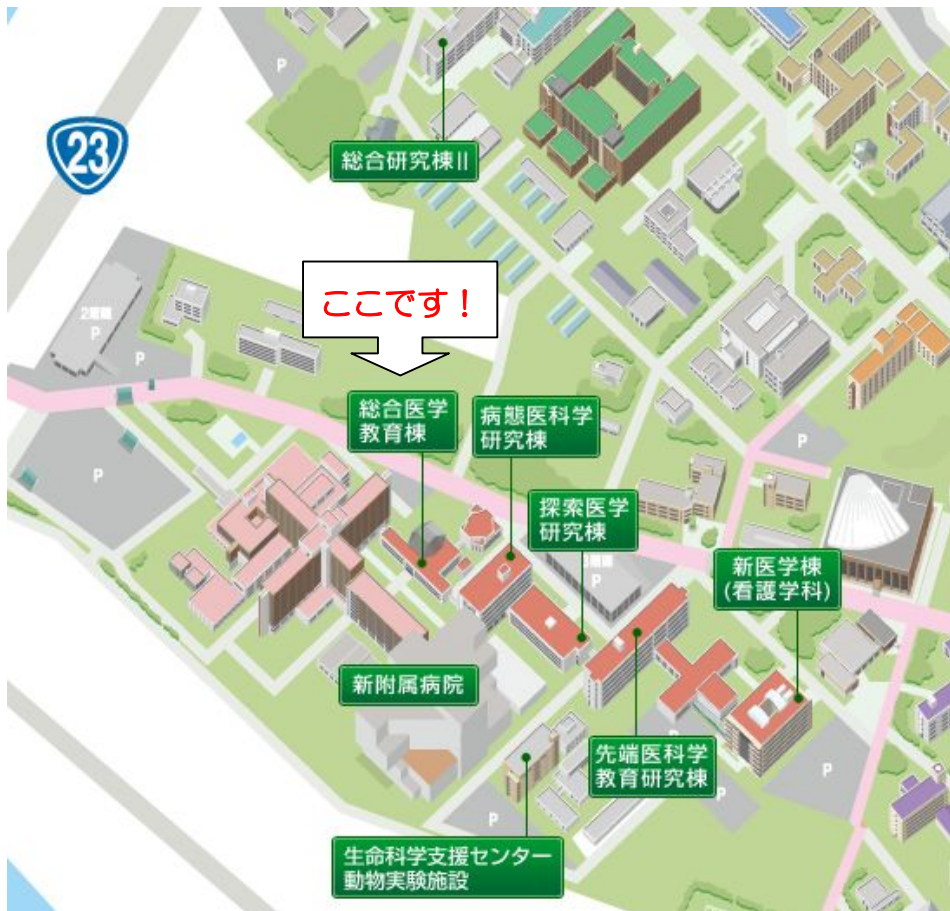 P
総合研究棟II
23
ここです！
P
P
総合医学
教育棟
病態医科学
研究棟
P
P
探索医学
研究棟
P
新医学棟
(看護学科)
新附属病院
先端医科学
教育研究棟
P
P
P
P
生命科学支援センター
動物実験施設